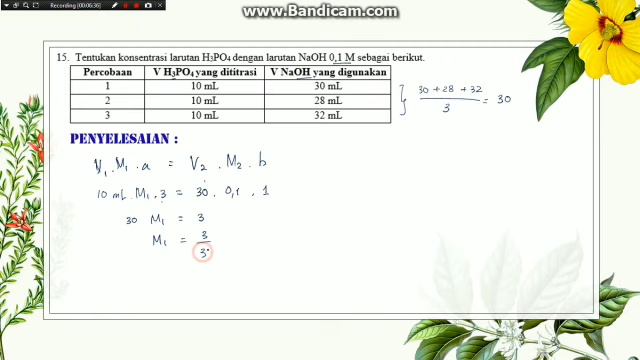 www.Bandicam.com
Recording [00:06:36]
15. Tentukan konsentrasi larutan H₃PO₄ dengan larutan NaOH 0,1 M sebagai berikut.
Percobaan V H₃PO₄ yang dititrasi V NaOH yang digunakan
1 10 mL 30 mL
2 10 mL 28 mL
3 10 mL 32 mL
30 + 28 + 32 / 3 = 30
PENYELESAIAN :
V₁ . M₁ . a = V₂ . M₂ . b
10 mL . M₁ . 3 = 30 . 0,1 . 1
30 M₁ = 3
M₁ = 3 / 3